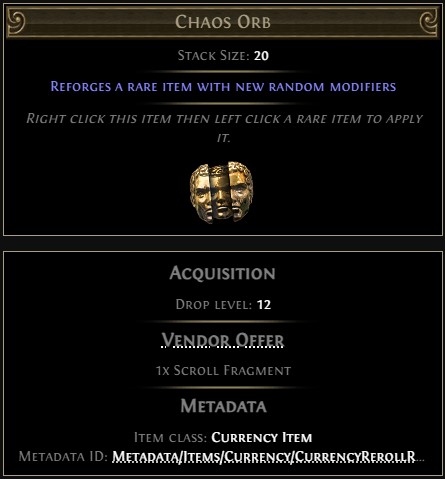 Chaos Orb
Stack Size: 20
Reforges a rare item with new random modifiers
Right click this item then left click a rare item to apply
it.
Acquisition
Drop level: 12
Vendor Offer
1x Scroll Fragment
Metadata
Item class: Currency Item
Metadata ID: Metadata/Items/Currency/CurrencyRerollR...